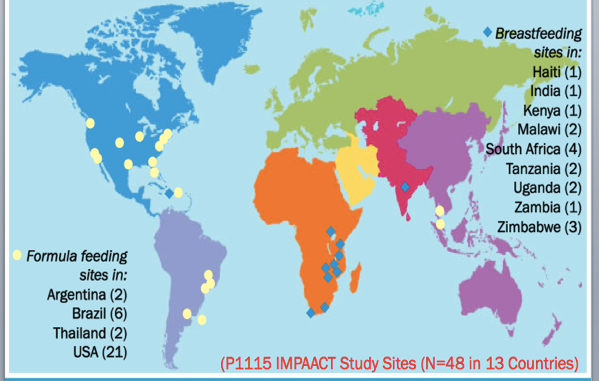 Breastfeeding
sites in:
Haiti (1)
India (1)
Kenya (1)
Malawi (2)
South Africa (4)
Tanzania (2)
Uganda (2)
Zambia (1)
Zimbabwe (3)
Formula feeding
sites in:
Argentina (2)
Brazil (6)
Thailand (2)
USA (21)
(P1115 IMPAACT Study Sites (N=48 in 13 Countries)